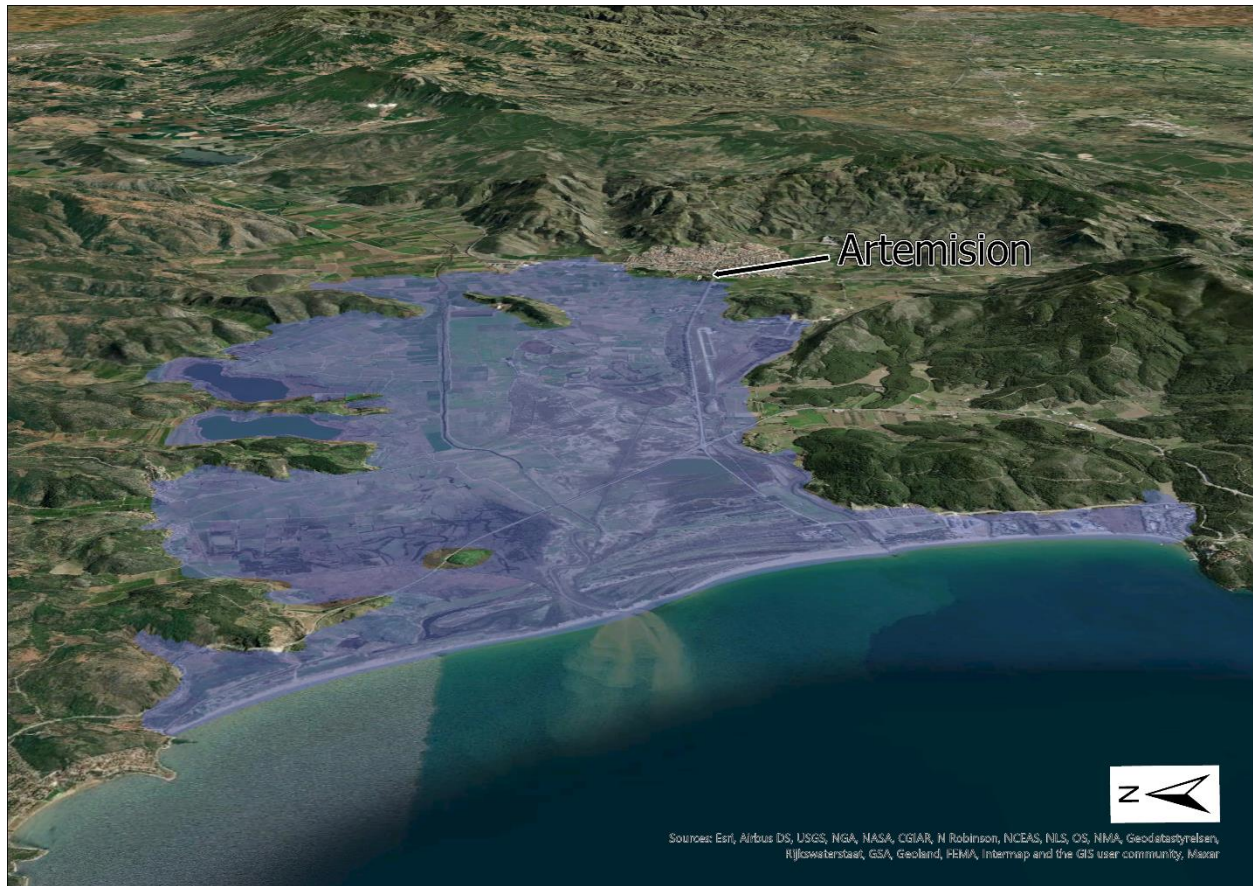 Artemision
N
Sources: Esri, Airbus DS, USGS, NGA, NASA, CGIAR, N Robinson, NCEAS, NLS, OS, NMA, Geodatastyrelsen,
Rijkswaterstaat, GSA, Geoland, FEMA, Intermap and the GIS user community, Maxar